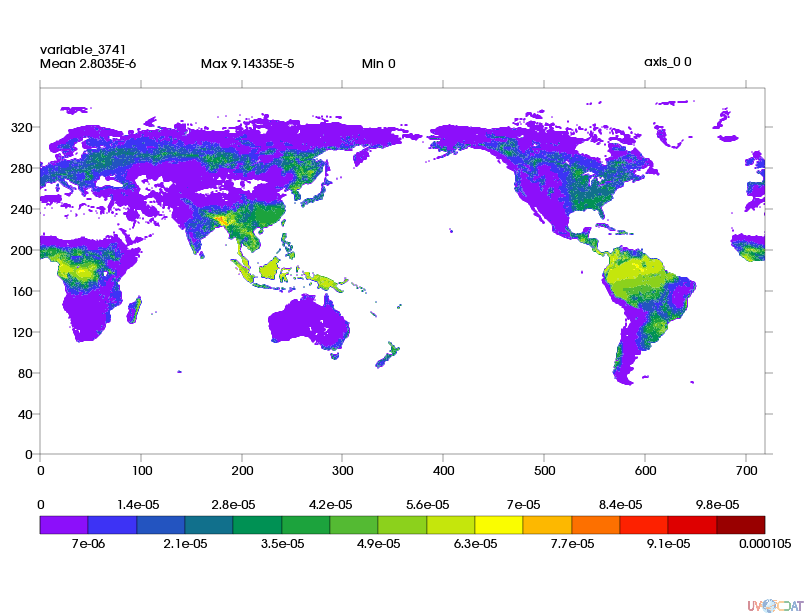 variable_3741
Mean 2.8035E-6 Max 9.14335E-5 Min 0 axis_0 0
320
280
240
200
160
120
80
40
0
0 100 200 300 400 500 600 700
0 1.4e-05 2.8e-05 4.2e-05 5.6e-05 7e-05 8.4e-05 9.8e-05
7e-06 2.1e-05 3.5e-05 4.9e-05 6.3e-05 7.7e-05 9.1e-05 0.000105
UV-CDAT